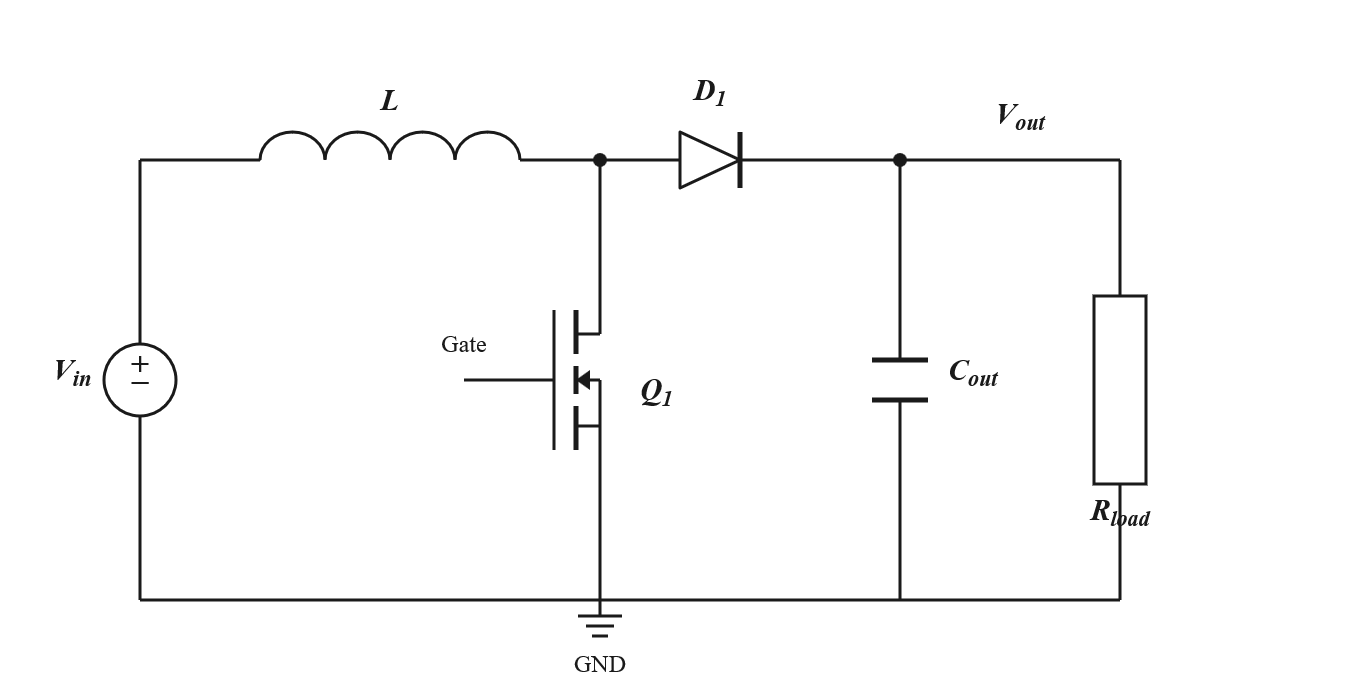 L
D1
Vout
Gate
Vin
+
−
Q1
Cout
Rload
GND